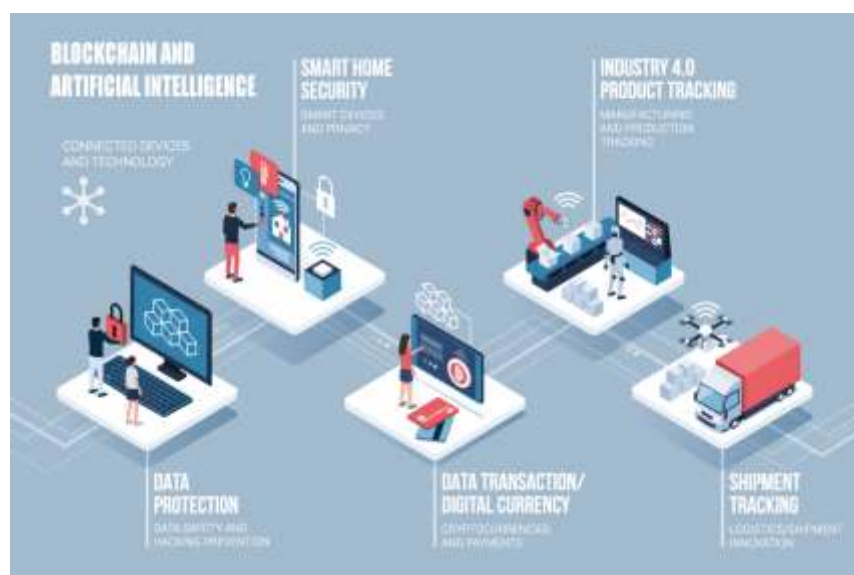 BLOCKCHAIN AND
ARTIFICIAL INTELLIGENCE
CONNECTED DEVICES
AND TECHNOLOGY
SMART HOME
SECURITY
SMART DEVICES
AND PRIVACY
INDUSTRY 4.0
PRODUCT TRACKING
MANUFACTURING
AND PRODUCTION
TRACKING
DATA
PROTECTION
DATA SAFETY AND
HACKING PREVENTION
DATA TRANSACTION/
DIGITAL CURRENCY
CRYPTOCURRENCIES
AND PAYMENTS
SHIPMENT
TRACKING
LOGISTICS/SHIPMENT
INNOVATION